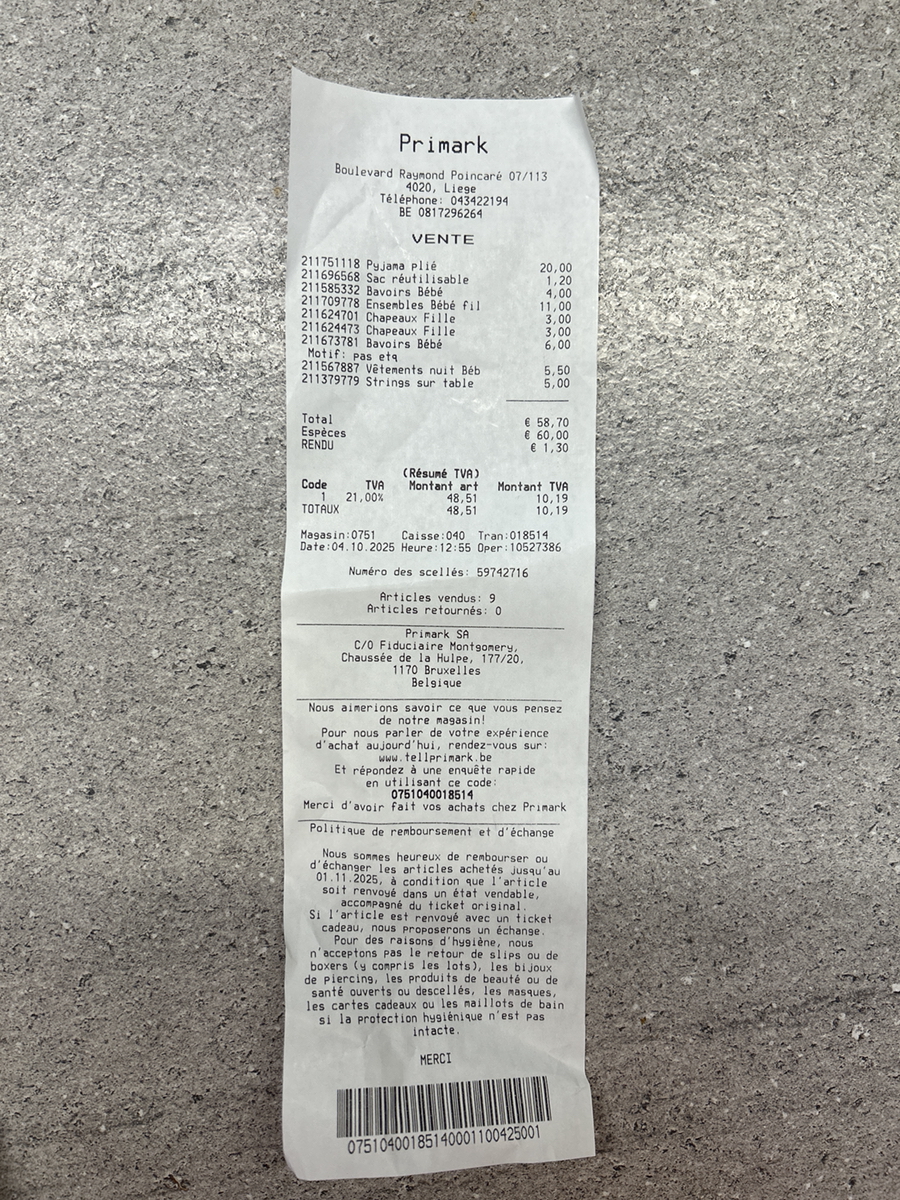 Primark
Boulevard Raymond Poincaré 07/113
4020, Liege
Téléphone: 043422194
BE 0817296264
VENTE
211751118 Pyjama plié 20,00
211696568 Sac réutilisable 1,20
211585332 Bavoirs Bébé 4,00
211709778 Ensembles Bébé fil 11,00
211624701 Chapeaux Fille 3,00
211624473 Chapeaux Fille 3,00
211673781 Bavoirs Bébé 6,00
Motif: pas etq
211567887 Vêtements nuit Béb 5,50
211379779 Strings sur table 5,00
Total € 58,70
Espèces € 60,00
RENDU € 1,30
(Résumé TVA)
Code TVA Montant art Montant TVA
1 21,00% 48,51 10,19
TOTAUX 48,51 10,19
Magasin:0751 Caisse:040 Tran:018514
Date:04.10.2025 Heure:12:55 Oper:10527386
Numéro des scellés: 59742716
Articles vendus: 9
Articles retournés: 0
Primark SA
C/O Fiduciaire Montgomery,
Chaussée de la Hulpe, 177/20,
1170 Bruxelles
Belgique
Nous aimerions savoir ce que vous pensez
de notre magasin!
Pour nous parler de votre expérience
d'achat aujourd'hui, rendez-vous sur:
www.tellprimark.be
Et répondez à une enquête rapide
en utilisant ce code:
0751040018514
Merci d'avoir fait vos achats chez Primark
Politique de remboursement et d'échange
Nous sommes heureux de rembourser ou
d'échanger les articles achetés jusqu'au
01.11.2025, à condition que l'article
soit renvoyé dans un état vendable,
accompagné du ticket original.
Si l'article est renvoyé avec un ticket
cadeau, nous proposerons un échange.
Pour des raisons d'hygiène, nous
n'acceptons pas le retour de slips ou de
boxers (y compris les lots), les bijoux
de piercing, les produits de beauté ou de
santé ouverts ou descellés, les masques,
les cartes cadeaux ou les maillots de bain
si la protection hygiénique n'est pas
intacte.
MERCI
07510400185140001100425001